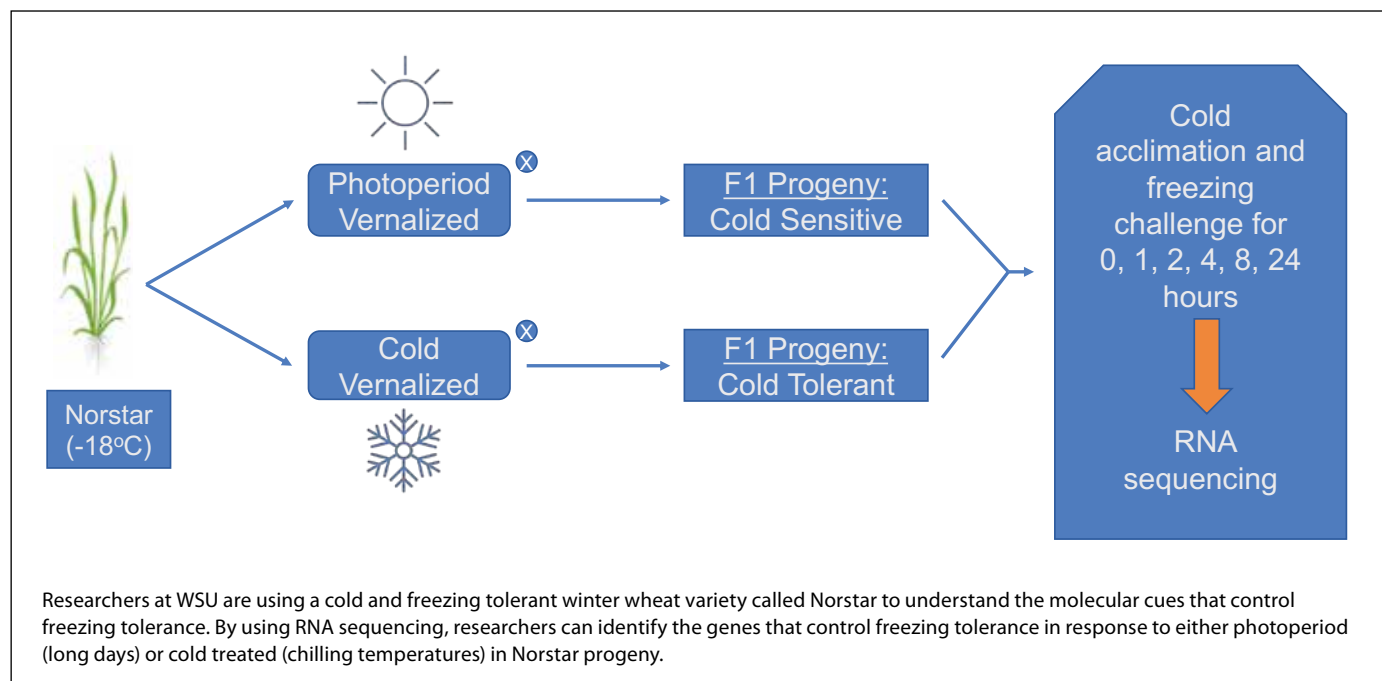 Norstar
(-18°C)
Photoperiod
Vernalized
X
F1 Progeny:
Cold Sensitive
Cold
Vernalized
X
F1 Progeny:
Cold Tolerant
Cold
acclimation and
freezing
challenge for
0, 1, 2, 4, 8, 24
hours
RNA
sequencing
Researchers at WSU are using a cold and freezing tolerant winter wheat variety called Norstar to understand the molecular cues that control
freezing tolerance. By using RNA sequencing, researchers can identify the genes that control freezing tolerance in response to either photoperiod
(long days) or cold treated (chilling temperatures) in Norstar progeny.